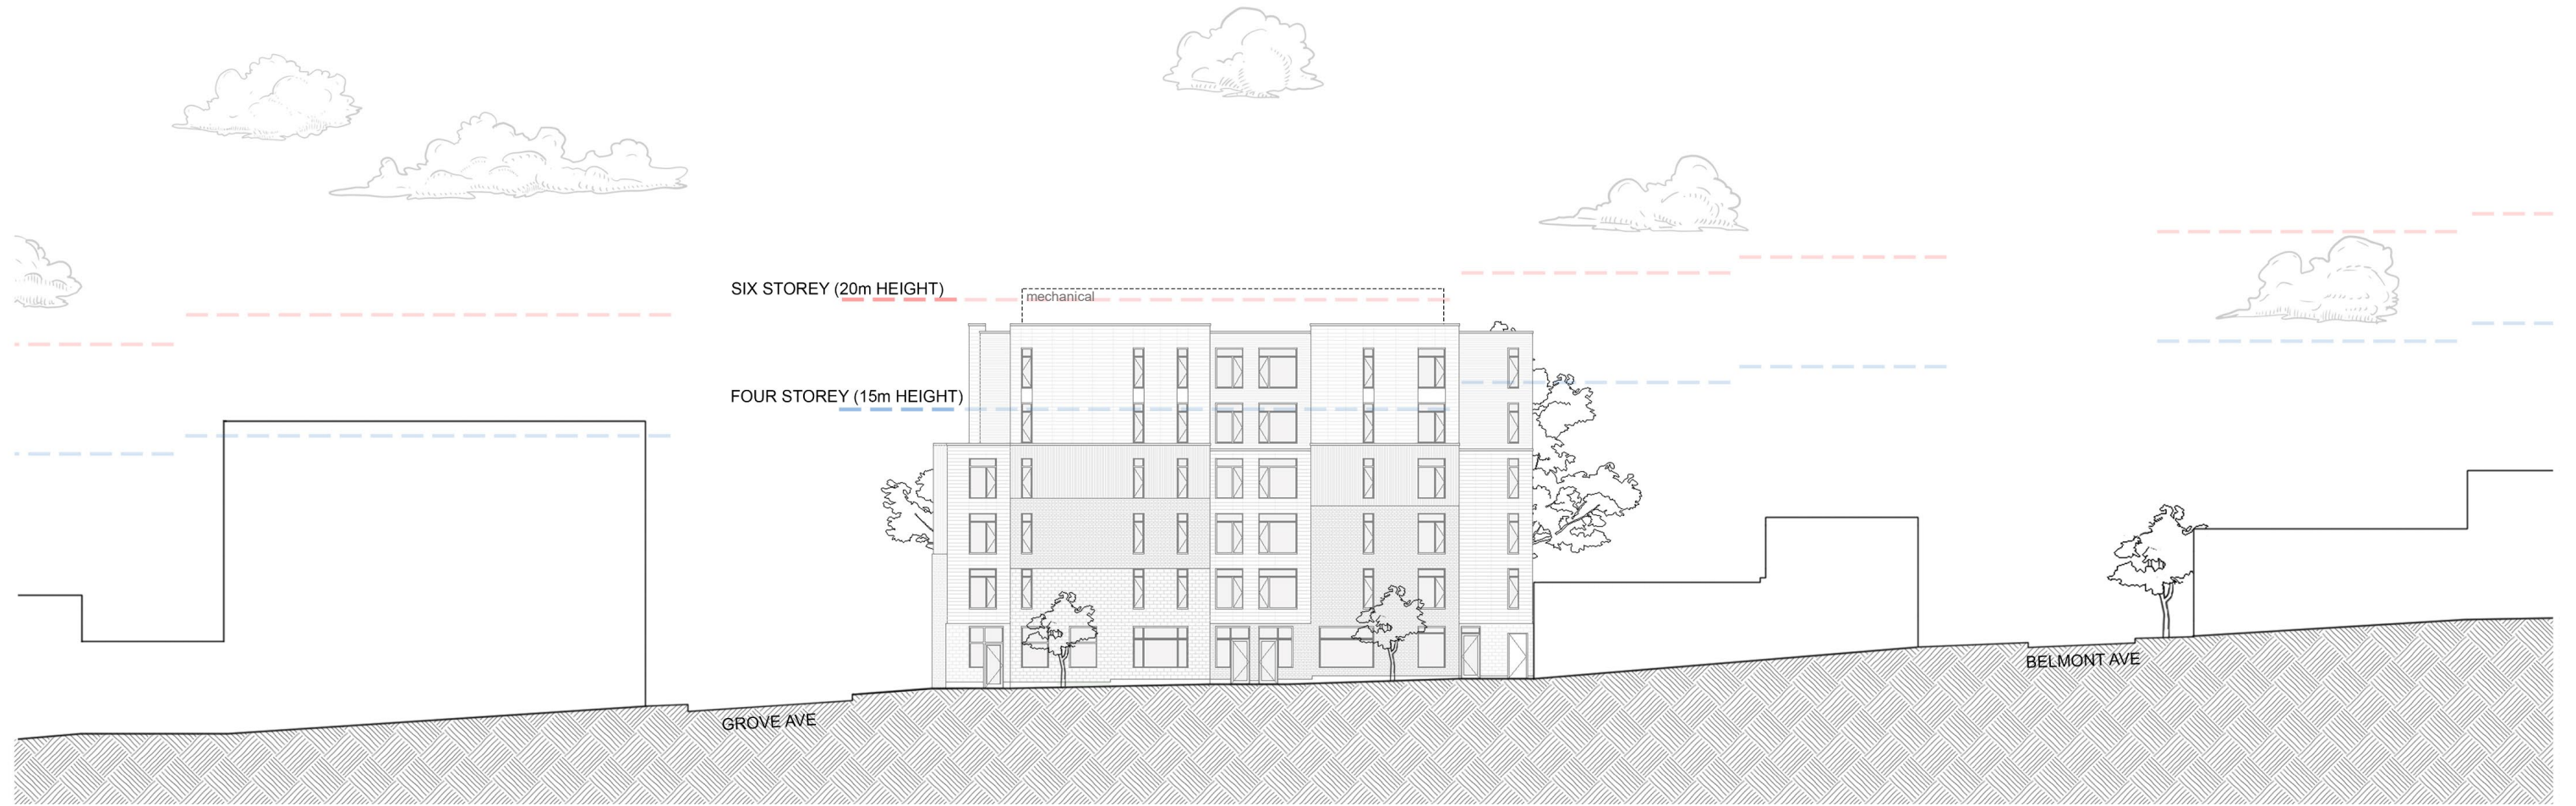 SIX STOREY (20m HEIGHT)
mechanical
FOUR STOREY (15m HEIGHT)
BELMONT AVE
GROVE AVE